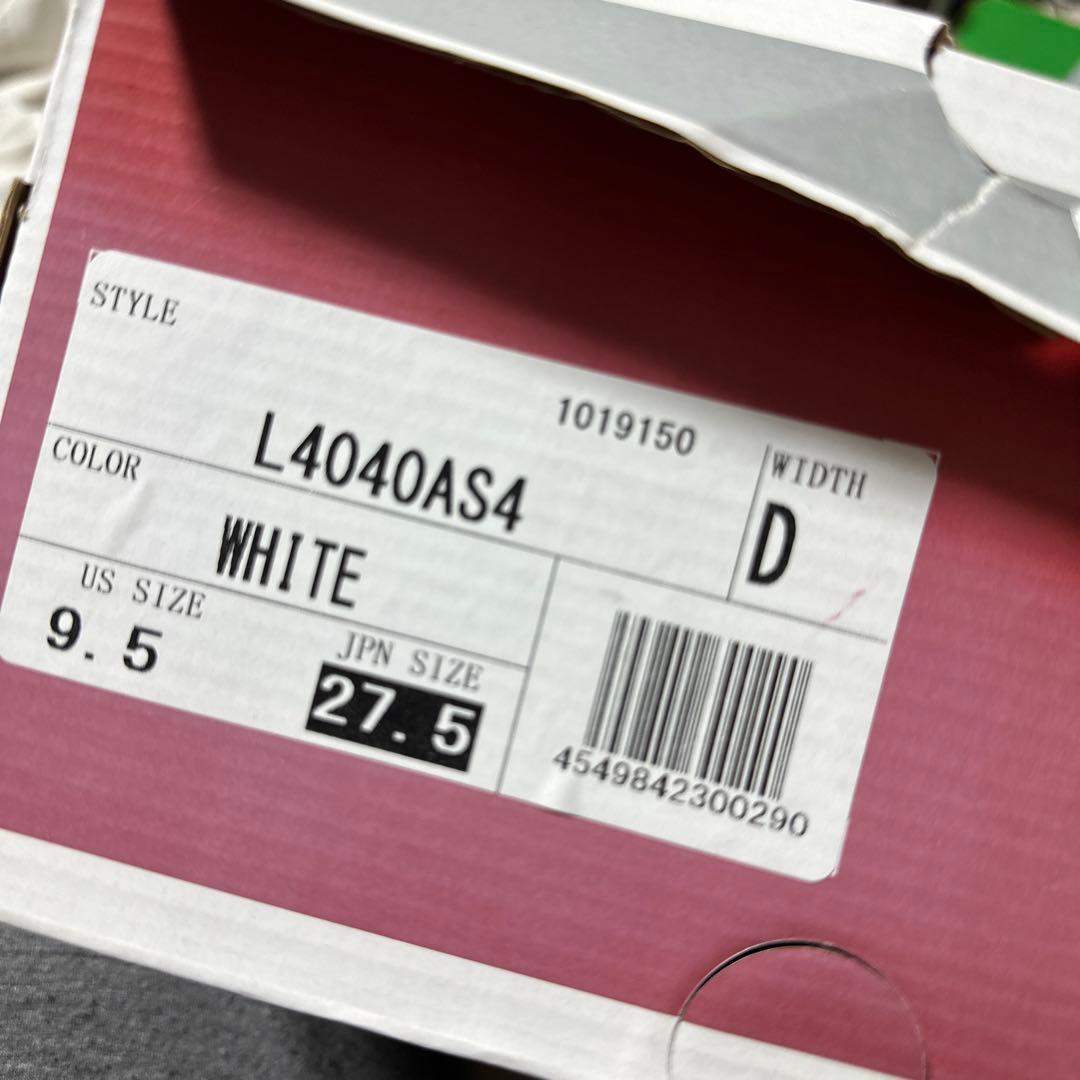 STYLE
1019150
L4040AS4
WIDTH
D
COLOR
WHITE
US SIZE
9.5
JPN SIZE
27.5
4549842300290